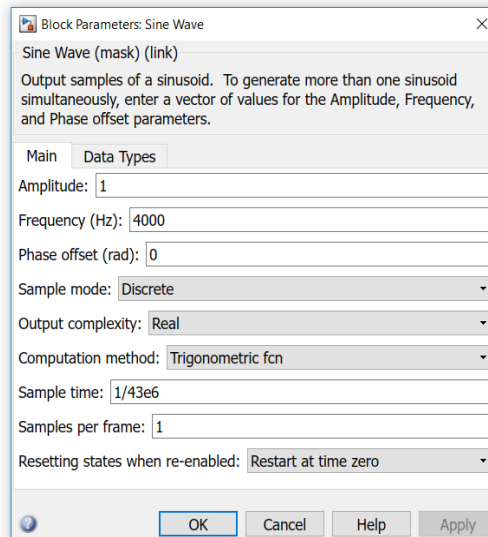 Block Parameters: Sine Wave
Sine Wave (mask) (link)
Output samples of a sinusoid. To generate more than one sinusoid
simultaneously, enter a vector of values for the Amplitude, Frequency,
and Phase offset parameters.
Main Data Types
Amplitude: 1
Frequency (Hz): 4000
Phase offset (rad): 0
Sample mode: Discrete
Output complexity: Real
Computation method: Trigonometric fcn
Sample time: 1/43e6
Samples per frame: 1
Resetting states when re-enabled: Restart at time zero
OK Cancel Help Apply